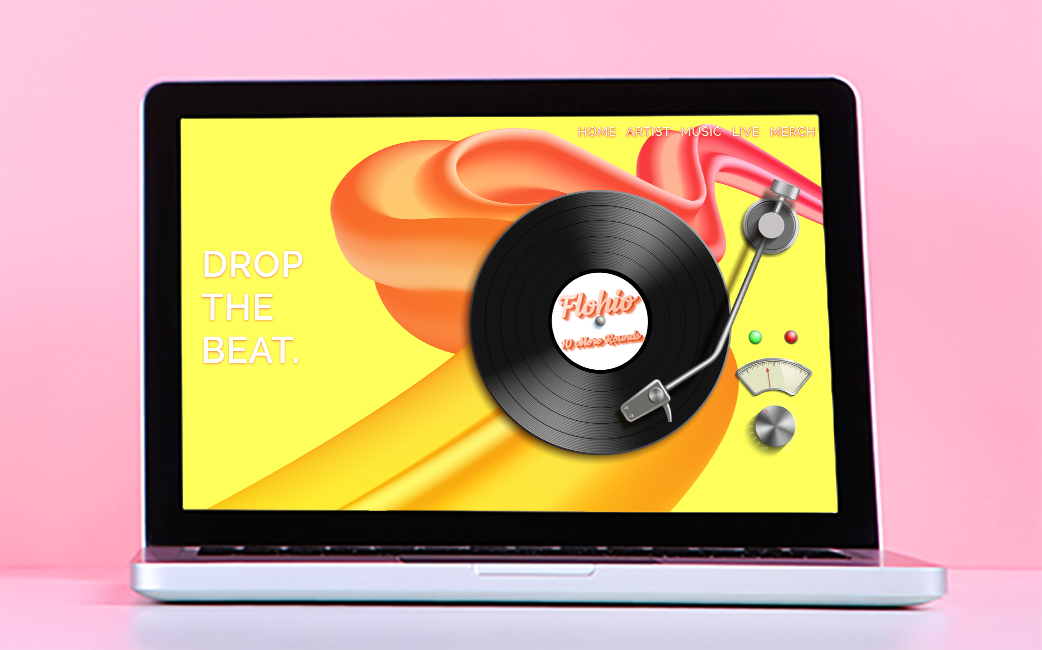 HOME ARTIST MUSIC LIVE MERCH
DROP
THE
BEAT.
Flohio
10 More Rounds